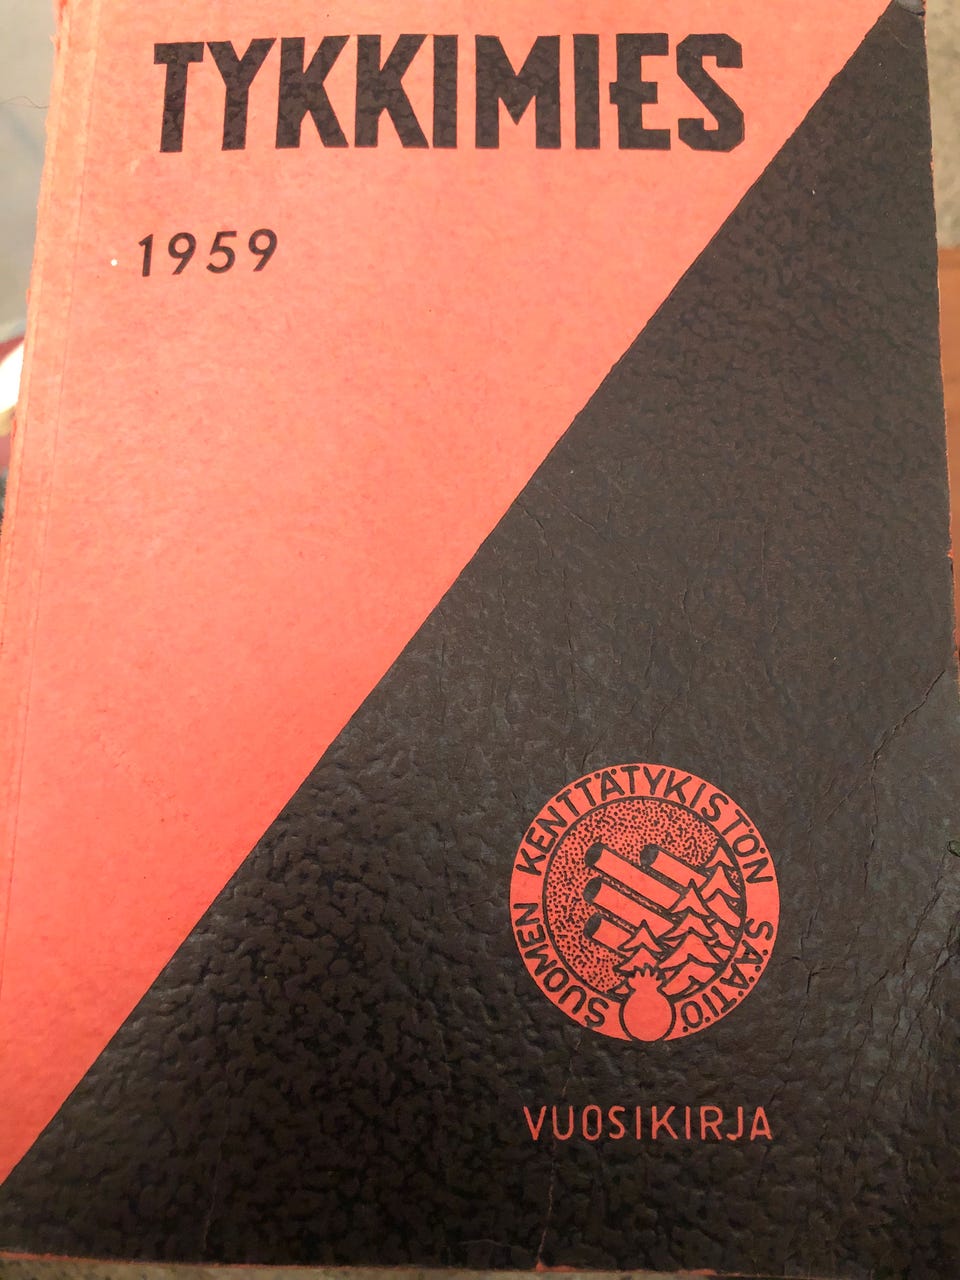 TYKKIMIES
1959
SUOMEN KENTTÄTYKISTÖN SÄÄTIÖ
VUOSIKIRJA